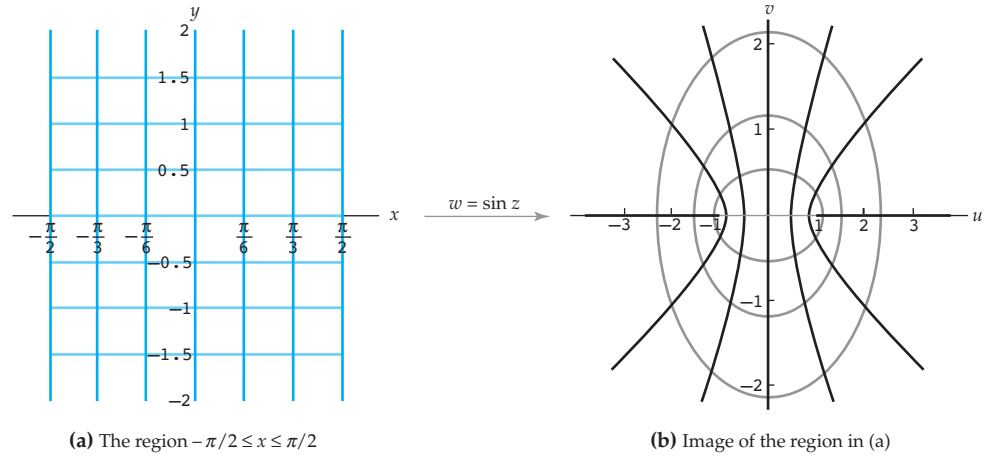 y
2
1.5
1
0.5
x
−π/2 −π/3 −π/6 π/6 π/3 π/2
−0.5
−1
−1.5
−2
(a) The region − π/2 ≤ x ≤ π/2
w = sin z
v
2
1
−3 −2 −1 1 2 3 u
−1
−2
(b) Image of the region in (a)